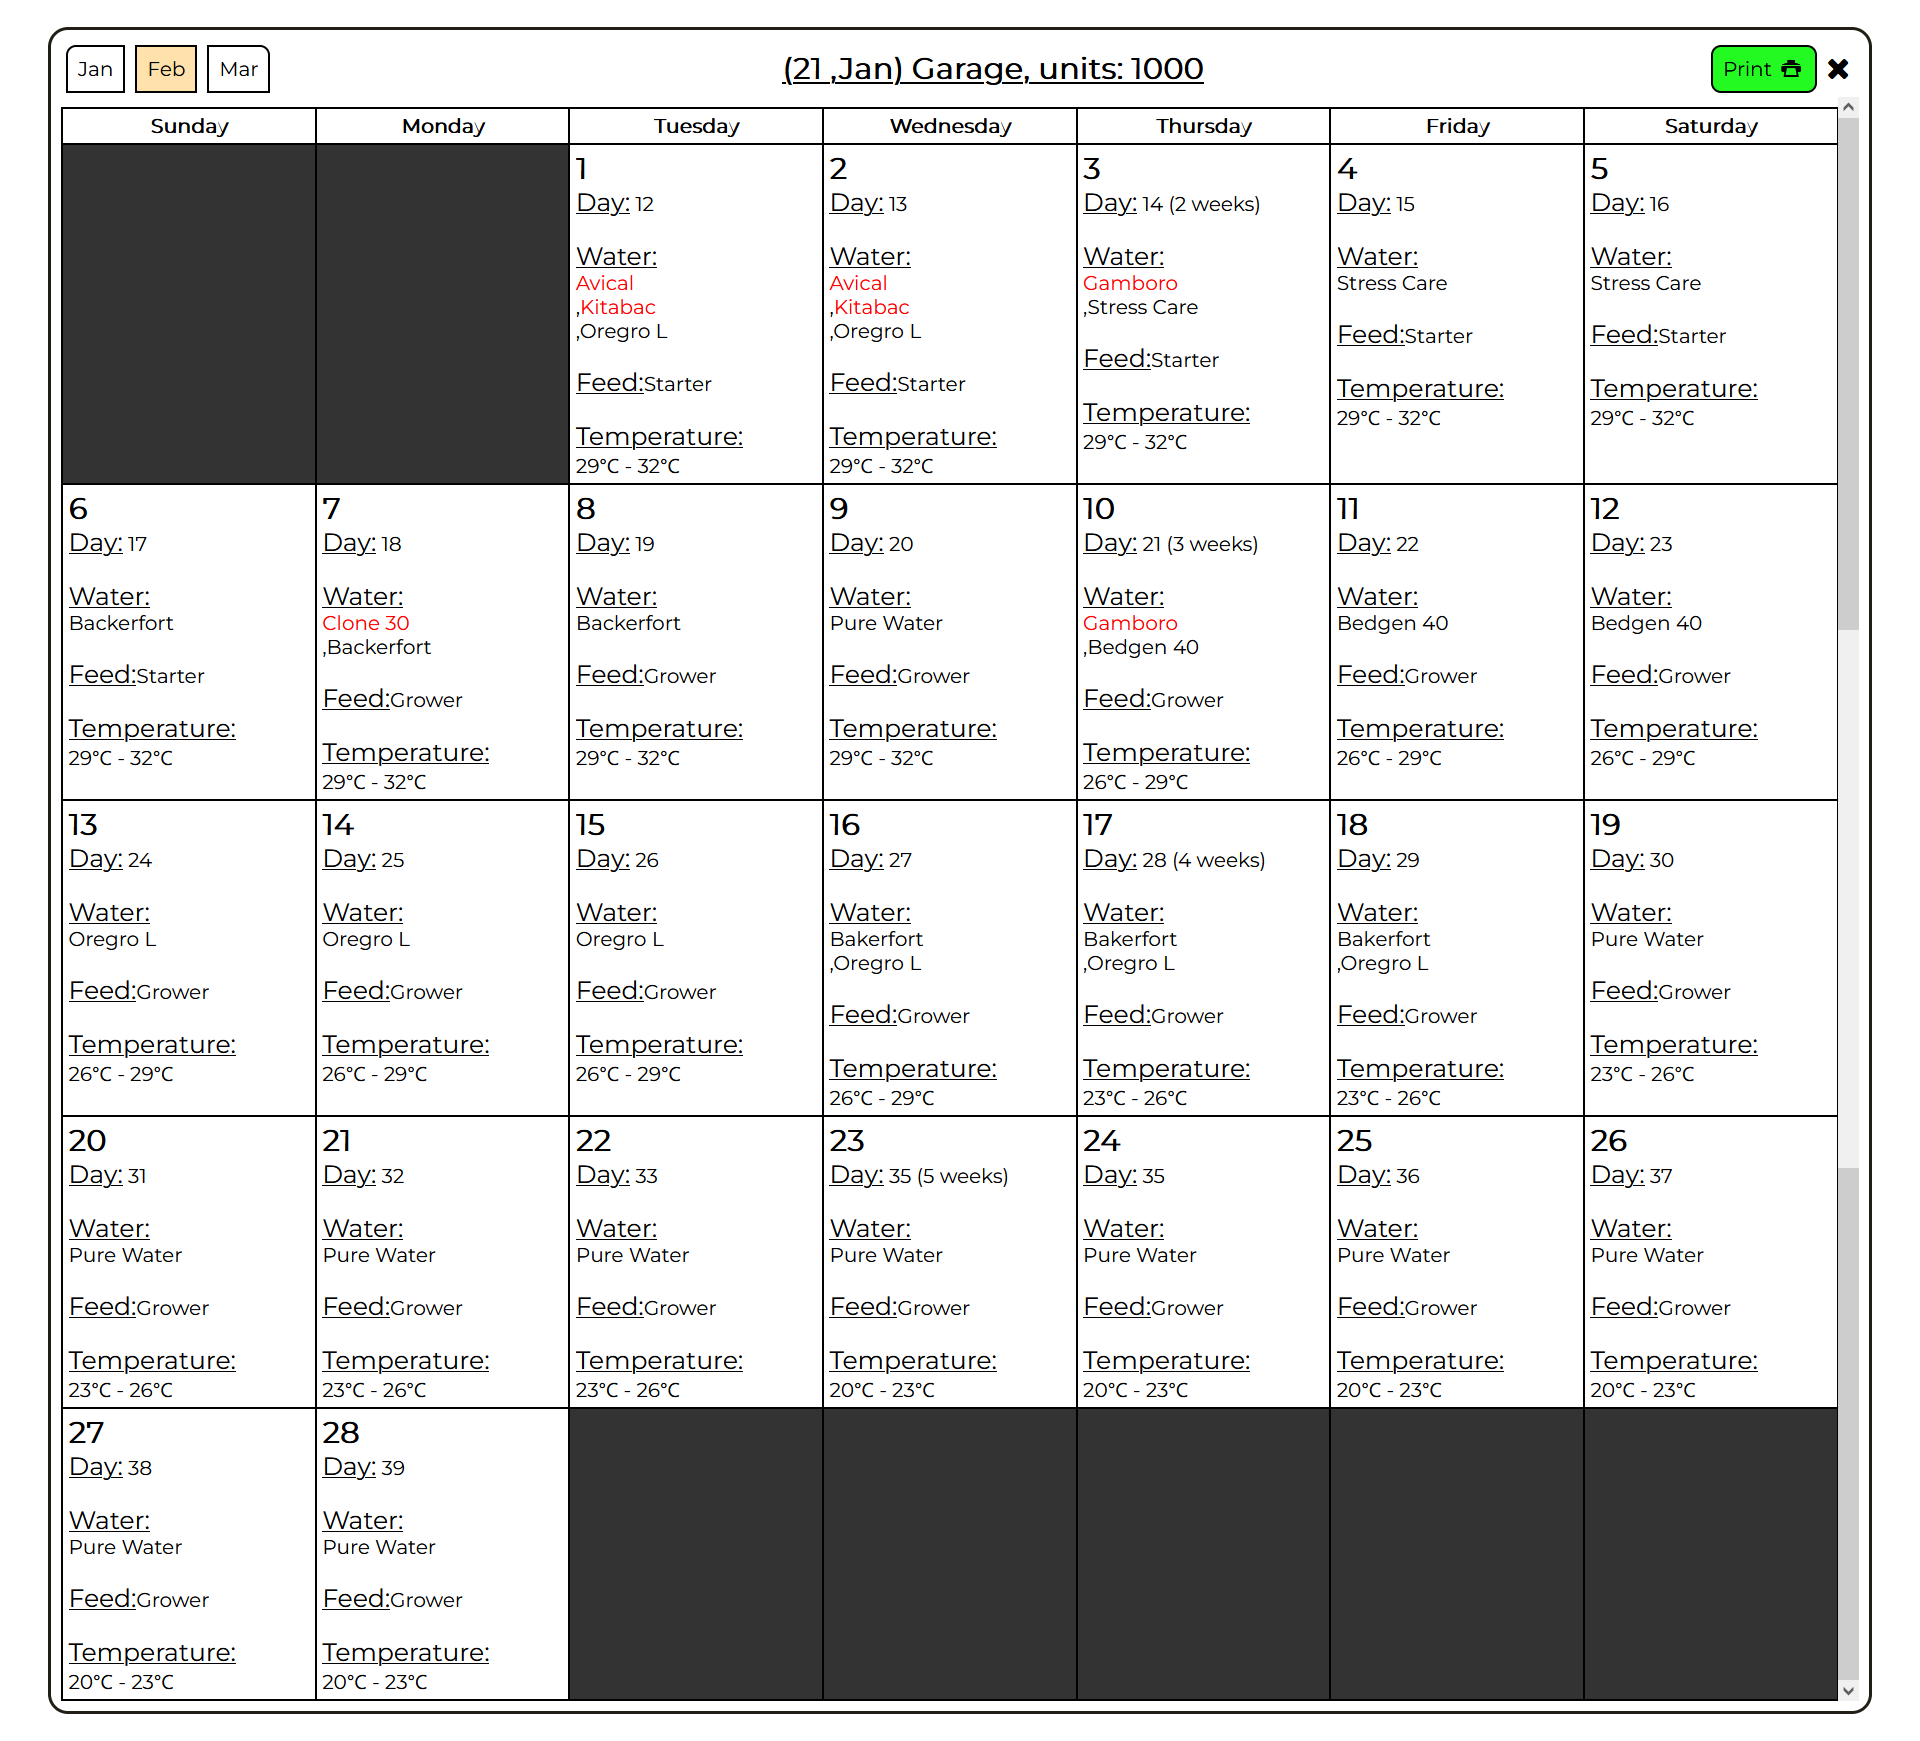 Jan Feb Mar
(21 ,Jan) Garage, units: 1000
Print
Sunday Monday Tuesday Wednesday Thursday Friday Saturday
1
Day: 12
Water:
Avical
,Kitabac
,Oregro L
Feed:Starter
Temperature:
29°C - 32°C
2
Day: 13
Water:
Avical
,Kitabac
,Oregro L
Feed:Starter
Temperature:
29°C - 32°C
3
Day: 14 (2 weeks)
Water:
Gamboro
,Stress Care
Feed:Starter
Temperature:
29°C - 32°C
4
Day: 15
Water:
Stress Care
Feed:Starter
Temperature:
29°C - 32°C
5
Day: 16
Water:
Stress Care
Feed:Starter
Temperature:
29°C - 32°C
6
Day: 17
Water:
Backerfort
Feed:Starter
Temperature:
29°C - 32°C
7
Day: 18
Water:
Clone 30
,Backerfort
Feed:Grower
Temperature:
29°C - 32°C
8
Day: 19
Water:
Backerfort
Feed:Grower
Temperature:
29°C - 32°C
9
Day: 20
Water:
Pure Water
Feed:Grower
Temperature:
29°C - 32°C
10
Day: 21 (3 weeks)
Water:
Gamboro
,Bedgen 40
Feed:Grower
Temperature:
26°C - 29°C
11
Day: 22
Water:
Bedgen 40
Feed:Grower
Temperature:
26°C - 29°C
12
Day: 23
Water:
Bedgen 40
Feed:Grower
Temperature:
26°C - 29°C
13
Day: 24
Water:
Oregro L
Feed:Grower
Temperature:
26°C - 29°C
14
Day: 25
Water:
Oregro L
Feed:Grower
Temperature:
26°C - 29°C
15
Day: 26
Water:
Oregro L
Feed:Grower
Temperature:
26°C - 29°C
16
Day: 27
Water:
Bakerfort
,Oregro L
Feed:Grower
Temperature:
26°C - 29°C
17
Day: 28 (4 weeks)
Water:
Bakerfort
,Oregro L
Feed:Grower
Temperature:
23°C - 26°C
18
Day: 29
Water:
Bakerfort
,Oregro L
Feed:Grower
Temperature:
23°C - 26°C
19
Day: 30
Water:
Pure Water
Feed:Grower
Temperature:
23°C - 26°C
20
Day: 31
Water:
Pure Water
Feed:Grower
Temperature:
23°C - 26°C
21
Day: 32
Water:
Pure Water
Feed:Grower
Temperature:
23°C - 26°C
22
Day: 33
Water:
Pure Water
Feed:Grower
Temperature:
23°C - 26°C
23
Day: 35 (5 weeks)
Water:
Pure Water
Feed:Grower
Temperature:
20°C - 23°C
24
Day: 35
Water:
Pure Water
Feed:Grower
Temperature:
20°C - 23°C
25
Day: 36
Water:
Pure Water
Feed:Grower
Temperature:
20°C - 23°C
26
Day: 37
Water:
Pure Water
Feed:Grower
Temperature:
20°C - 23°C
27
Day: 38
Water:
Pure Water
Feed:Grower
Temperature:
20°C - 23°C
28
Day: 39
Water:
Pure Water
Feed:Grower
Temperature:
20°C - 23°C